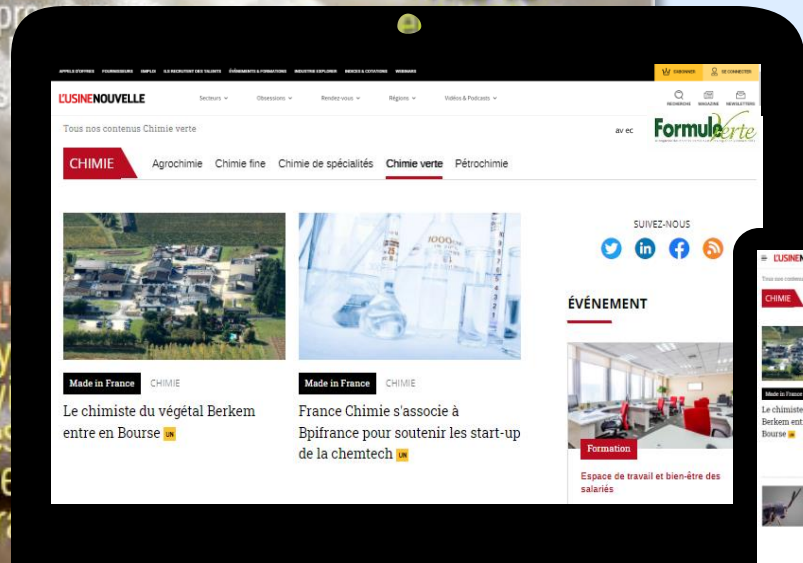 APPELS D'OFFRES FOURNISSEURS EMPLOI ILS RECRUTENT DES TALENTS ÉVÉNEMENTS & FORMATIONS INDUSTRIE EXPLORER INDICES & COTATIONS WEBINARS
S'ABONNER SE CONNECTER
L'USINENOUVELLE Secteurs Obsessions Rendez-vous Régions Vidéos & Podcasts
RECHERCHE MAGAZINE NEWSLETTERS
Tous nos contenus Chimie verte
avec FormuleVerte
CHIMIE Agrochimie Chimie fine Chimie de spécialités Chimie verte Pétrochimie
SUIVEZ-NOUS
ÉVÉNEMENT
1000
Made in France CHIMIE
Le chimiste du végétal Berkem
entre en Bourse UN
Made in France CHIMIE
France Chimie s'associe à
Bpifrance pour soutenir les start-up
de la chemtech UN
Formation
Espace de travail et bien-être des
salariés
L'USINEN
CHIMIE
Made in France
Le chimiste
Berkem ent
Bourse